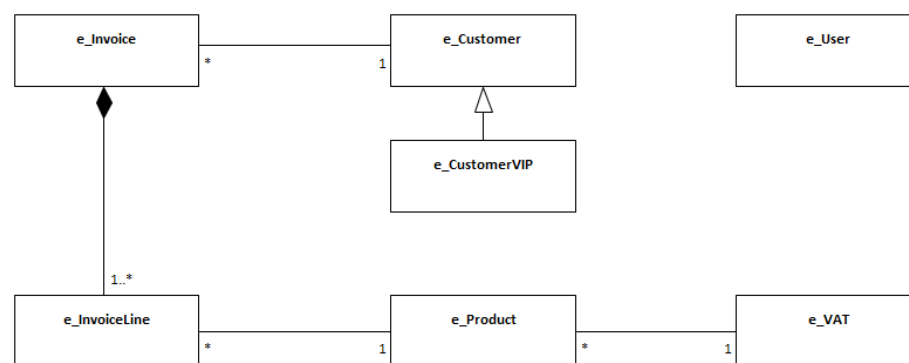 e_Invoice
e_Customer
e_User
* 1
e_CustomerVIP
1..*
e_InvoiceLine
e_Product
e_VAT
* 1
* 1